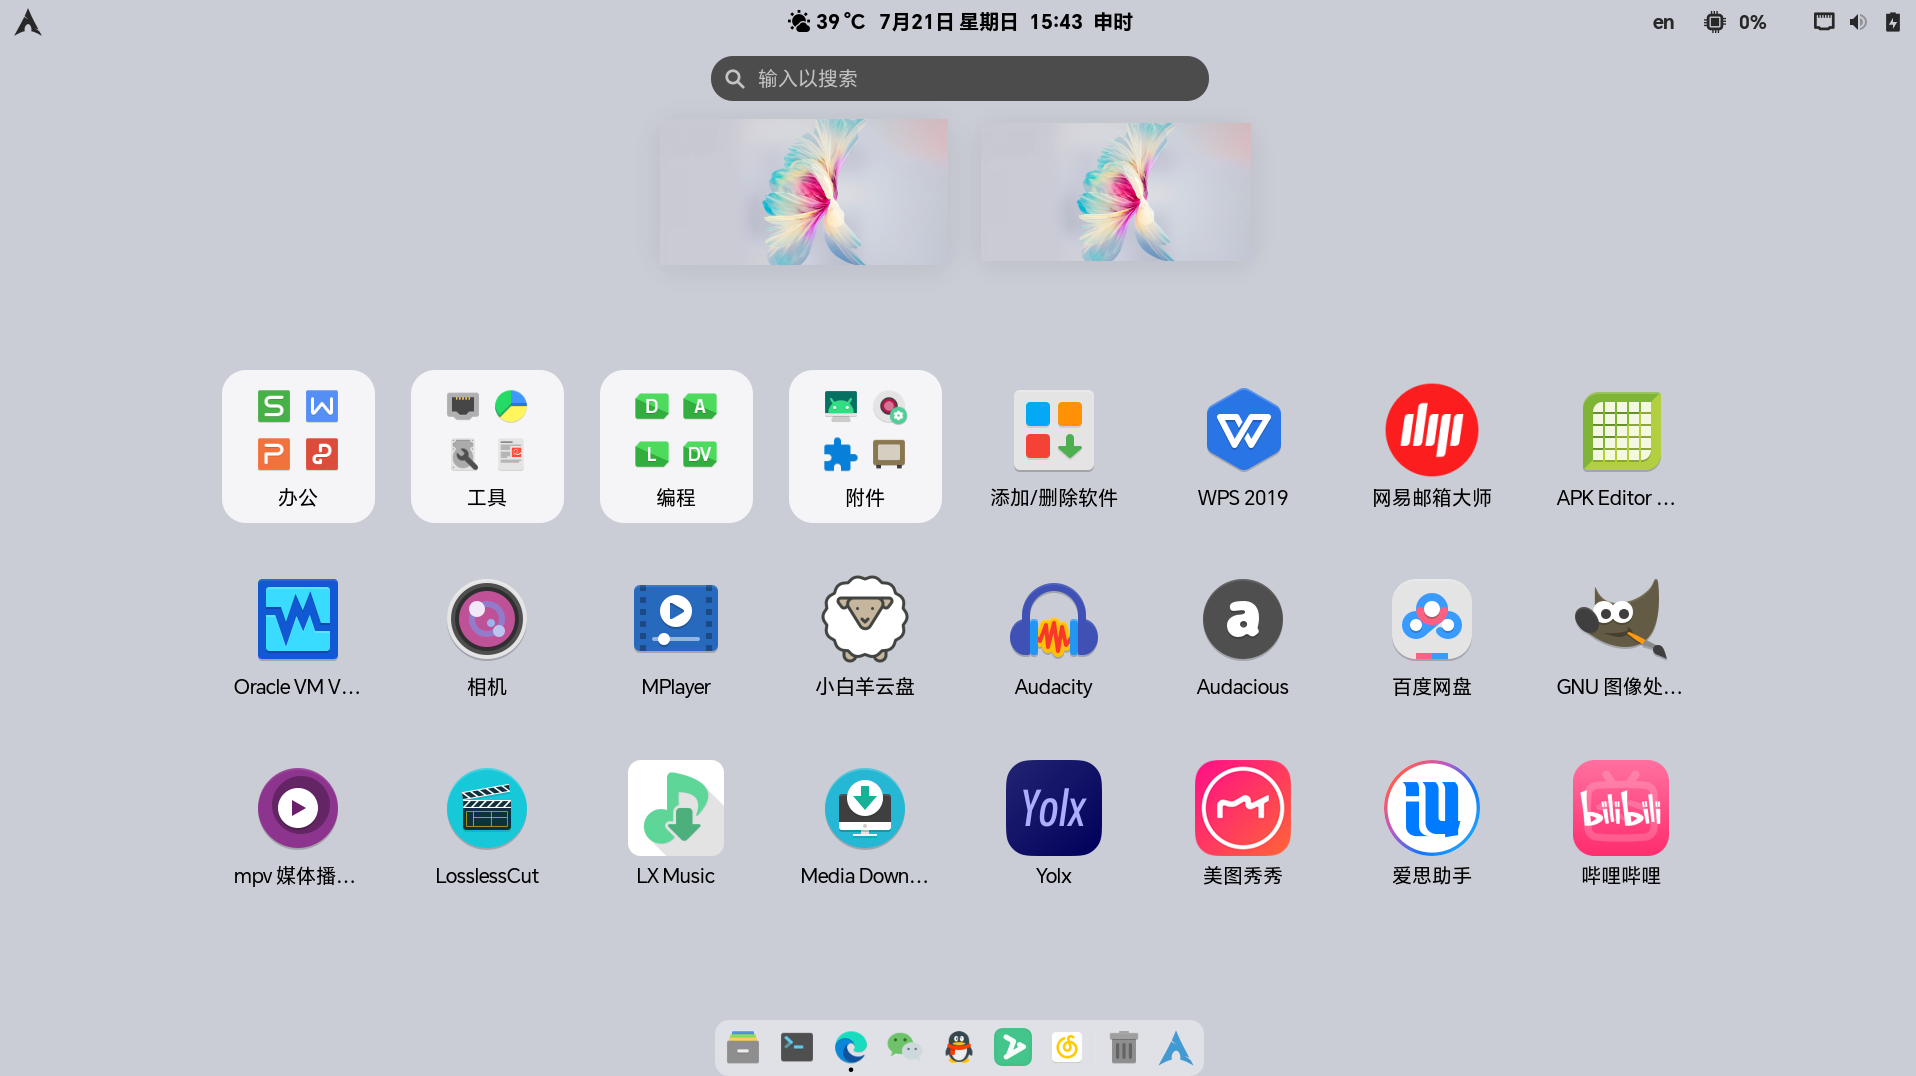 39 °C 7月21日 星期日 15:43 申时
en
0%
输入以搜索
办公
工具
D A
L DV
编程
附件
添加/删除软件
WPS 2019
网易邮箱大师
APK Editor …
Oracle VM V…
相机
MPlayer
小白羊云盘
Audacity
a
Audacious
百度网盘
GNU 图像处…
mpv 媒体播…
LosslessCut
LX Music
Media Down…
Yolx
Yolx
美图秀秀
爱思助手
bilibili
哔哩哔哩